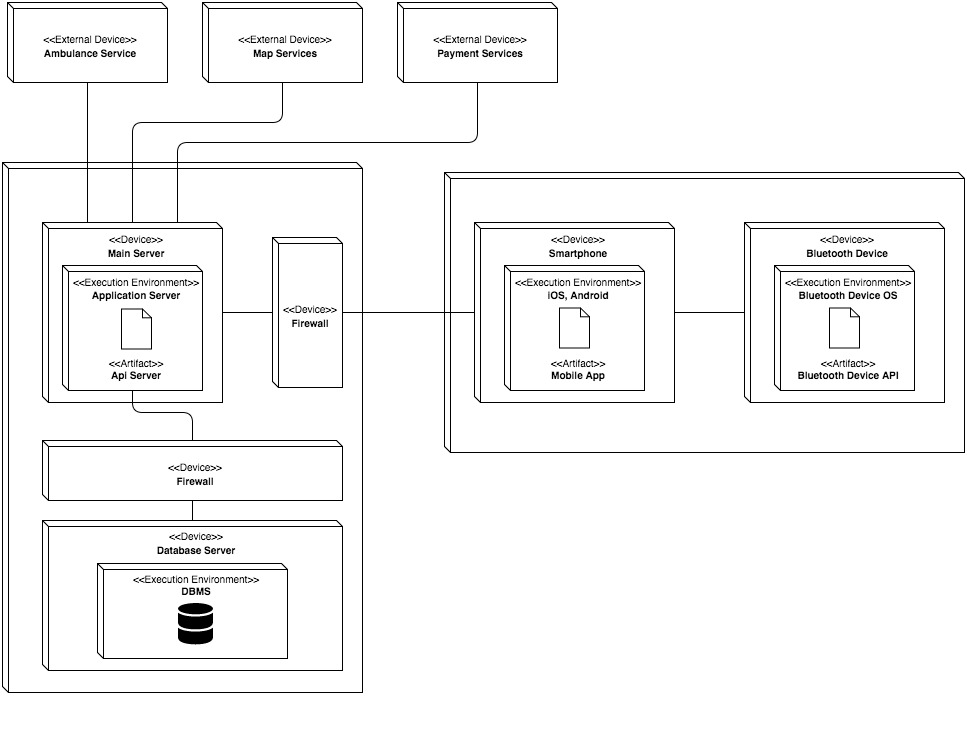 <<External Device>>
Ambulance Service
<<External Device>>
Map Services
<<External Device>>
Payment Services
<<Device>>
Main Server
<<Execution Environment>>
Application Server
<<Artifact>>
Api Server
<<Device>>
Firewall
<<Device>>
Smartphone
<<Execution Environment>>
iOS, Android
<<Artifact>>
Mobile App
<<Device>>
Bluetooth Device
<<Execution Environment>>
Bluetooth Device OS
<<Artifact>>
Bluetooth Device API
<<Device>>
Firewall
<<Device>>
Database Server
<<Execution Environment>>
DBMS